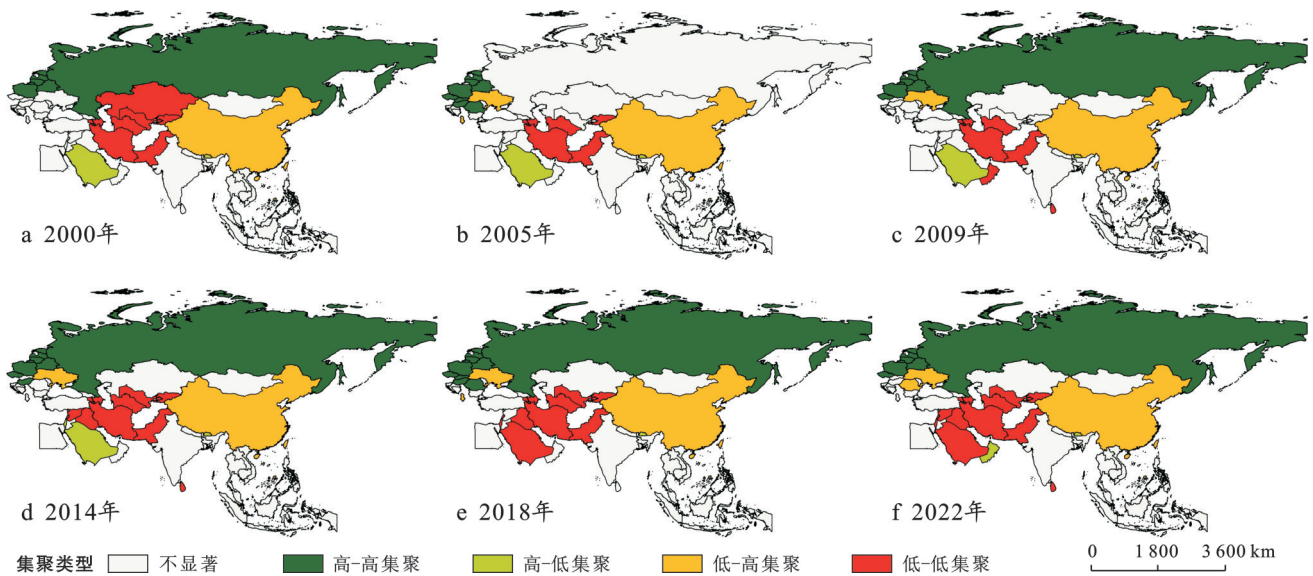 a 2000年
b 2005年
c 2009年
d 2014年
e 2018年
f 2022年
集聚类型 不显著 高-高集聚 高-低集聚 低-高集聚 低-低集聚
0 1 800 3 600 km